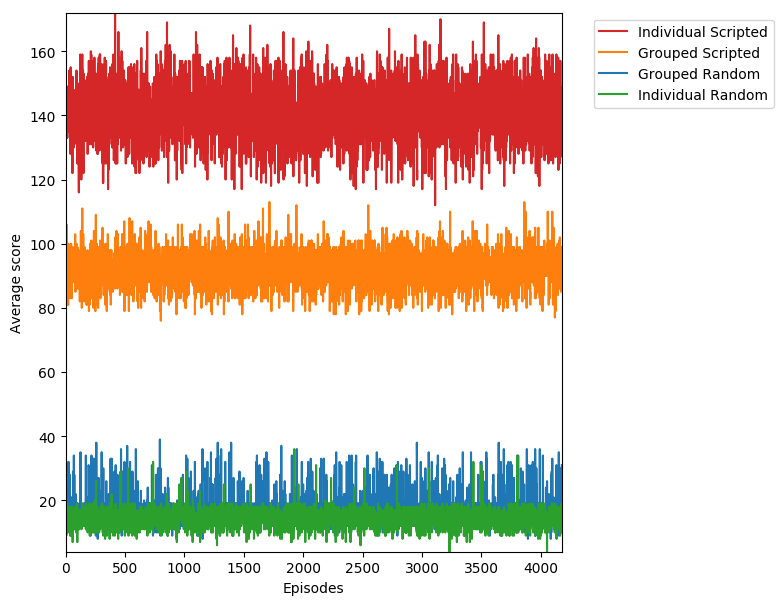 160
140
120
100
80
60
40
20
Average score
0
500
1000
1500
2000
2500
3000
3500
4000
Episodes
Individual Scripted
Grouped Scripted
Grouped Random
Individual Random